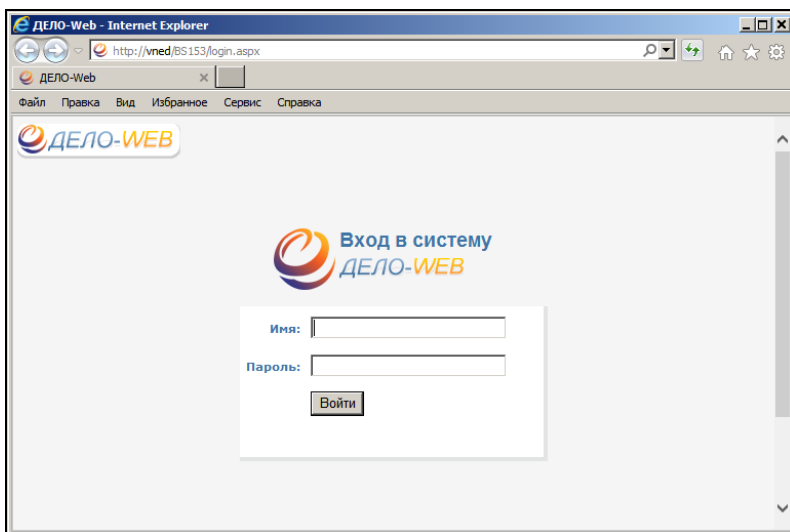 ДЕЛО-Web - Internet Explorer
http://vned/BS153/login.aspx
ДЕЛО-Web
Файл Правка Вид Избранное Сервис Справка
ДЕЛО-WEB
Вход в систему
ДЕЛО-WEB
Имя:
Пароль:
Войти